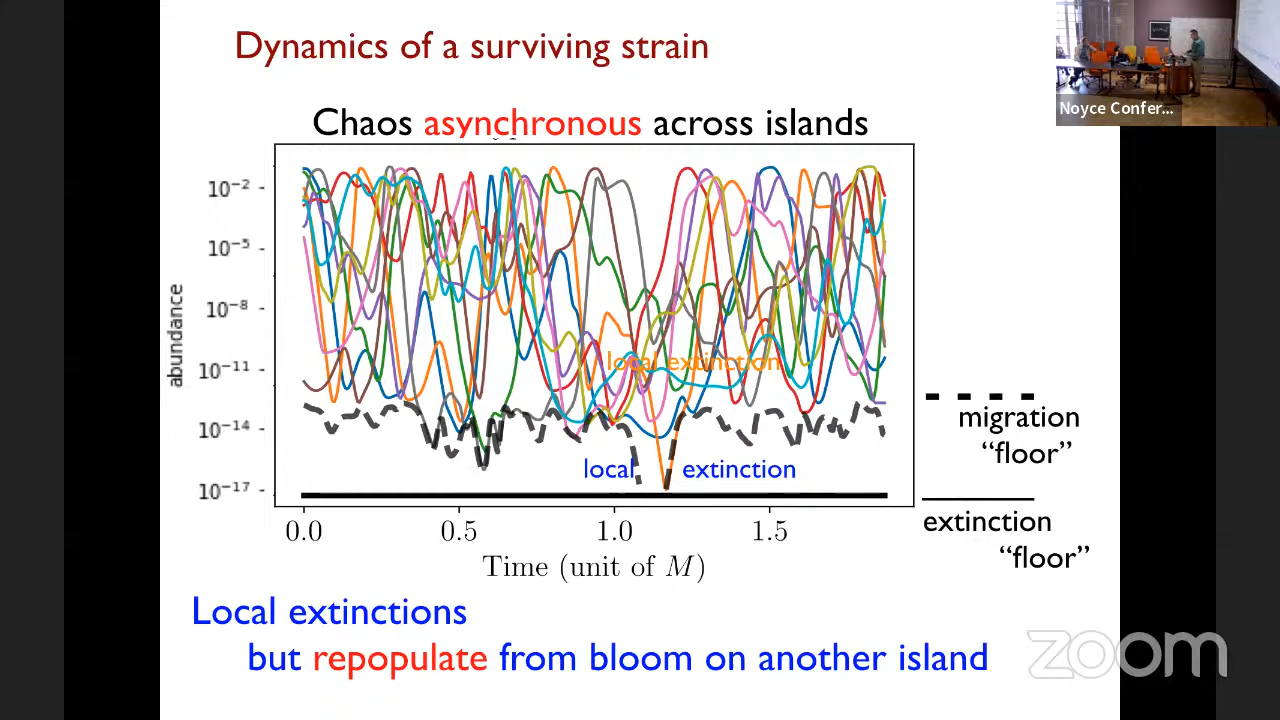 Dynamics of a surviving strain
Noyce Confer...
Chaos asynchronous across islands
10⁻²
10⁻⁵
10⁻⁸
10⁻¹¹
10⁻¹⁴
10⁻¹⁷
abundance
local extinction
local extinction
migration
“floor”
extinction
“floor”
0.0 0.5 1.0 1.5
Time (unit of M)
Local extinctions
but repopulate from bloom on another island
zoom